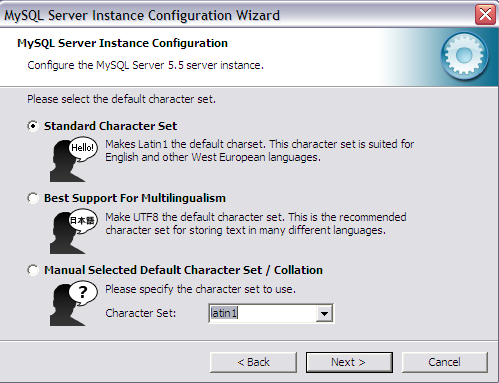 MySQL Server Instance Configuration Wizard
MySQL Server Instance Configuration
Configure the MySQL Server 5.5 server instance.
Please select the default character set.
Standard Character Set
Hello!
Makes Latin1 the default charset. This character set is suited for
English and other West European languages.
Best Support For Multilingualism
日本語
Make UTF8 the default character set. This is the recommended
character set for storing text in many different languages.
Manual Selected Default Character Set / Collation
?
Please specify the character set to use.
Character Set: latin1
< Back Next > Cancel